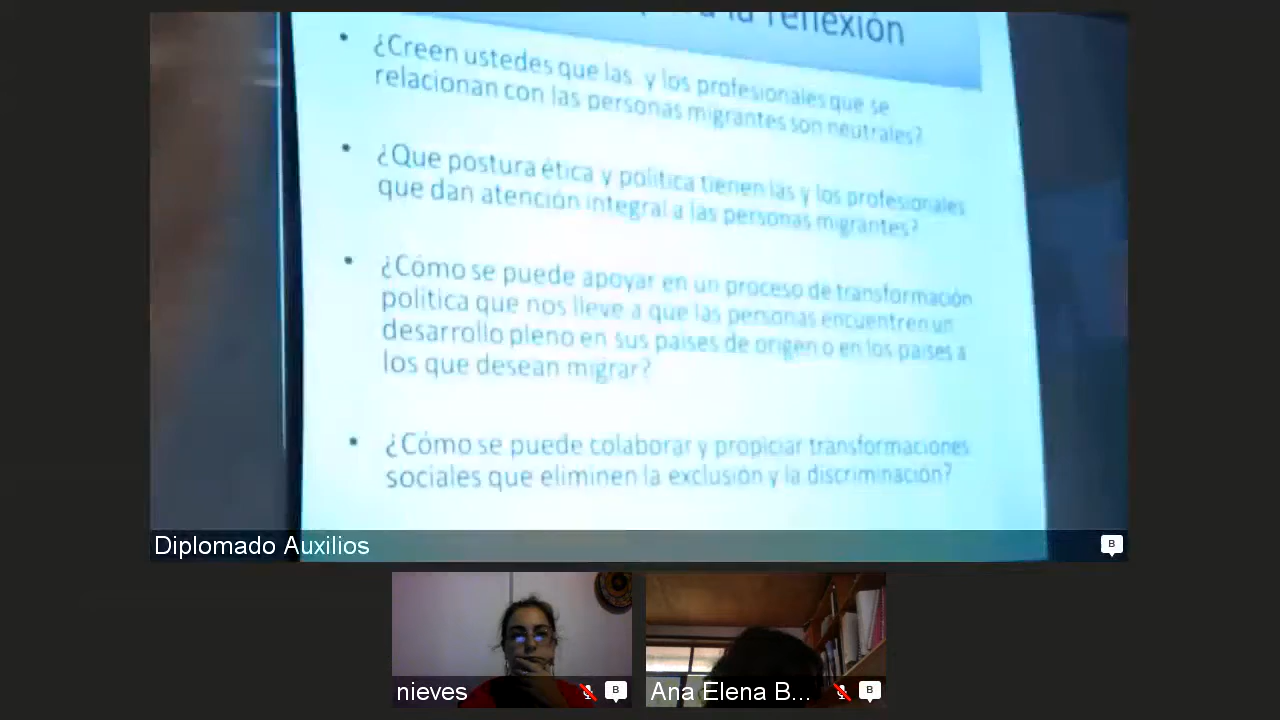 la reflexión
¿Creen ustedes que las y los profesionales que se
relacionan con las personas migrantes son neutrales?
¿Que postura ética y política tienen las y los profesionales
que dan atención integral a las personas migrantes?
¿Cómo se puede apoyar en un proceso de transformación
política que nos lleve a que las personas encuentren un
desarrollo pleno en sus países de origen o en los países a
los que desean migrar?
¿Cómo se puede colaborar y propiciar transformaciones
sociales que eliminen la exclusión y la discriminación?
Diplomado Auxilios
B
nieves
B
Ana Elena B...
B